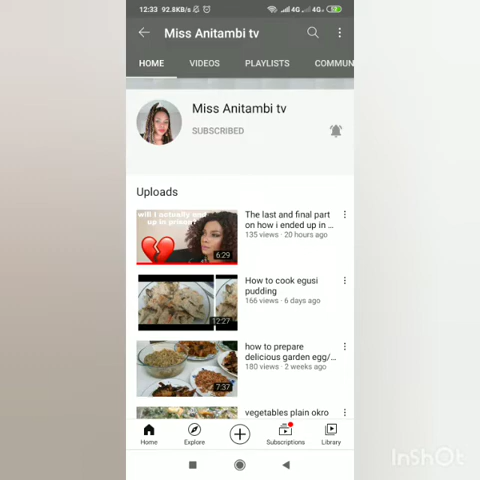 12:33 92.8KB/s 4G 4G+
Miss Anitambi tv
HOME VIDEOS PLAYLISTS COMMUN
Miss Anitambi tv
SUBSCRIBED
Uploads
will i actually end
up in prison?
6:29
The last and final part
on how i ended up in ...
135 views · 20 hours ago
12:27
How to cook egusi
pudding
166 views · 6 days ago
7:37
how to prepare
delicious garden egg/...
180 views · 2 weeks ago
vegetables plain okro
Home Explore Subscriptions Library
InShOt